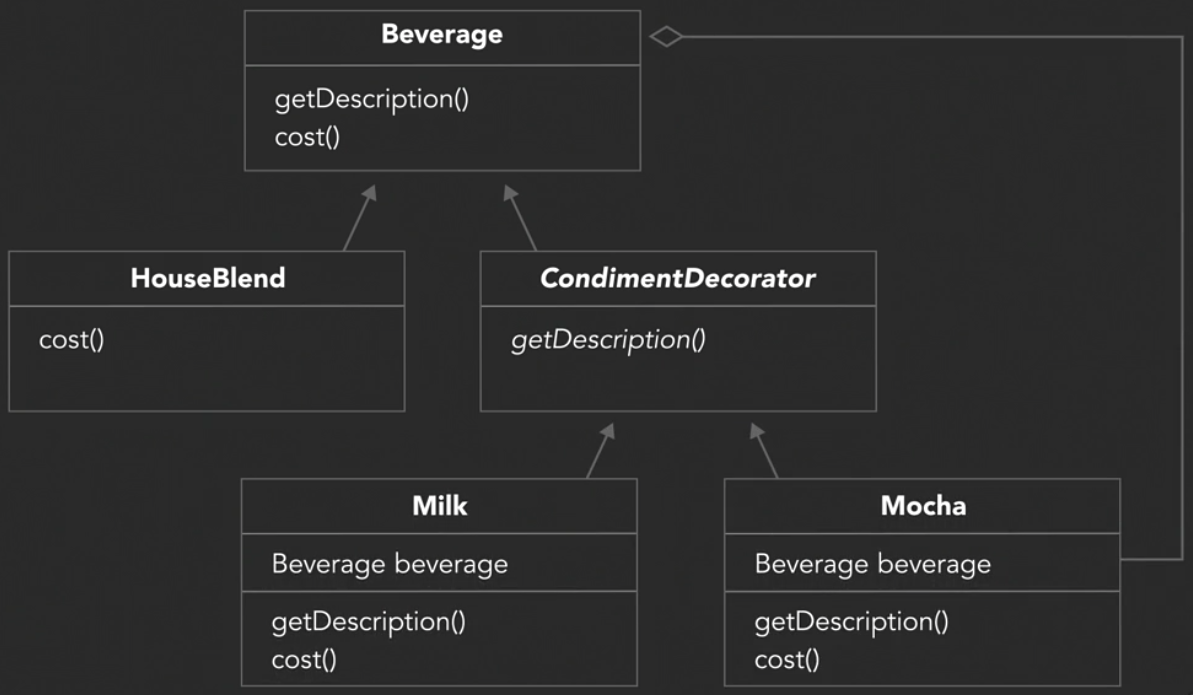 Beverage
getDescription()
cost()
HouseBlend
cost()
CondimentDecorator
getDescription()
Milk
Beverage beverage
getDescription()
cost()
Mocha
Beverage beverage
getDescription()
cost()